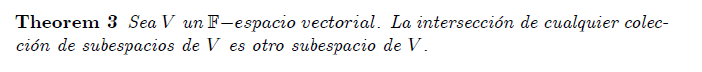 Theorem 3 Sea V un 𝔽−espacio vectorial. La intersección de cualquier colec-
ción de subespacios de V es otro subespacio de V.